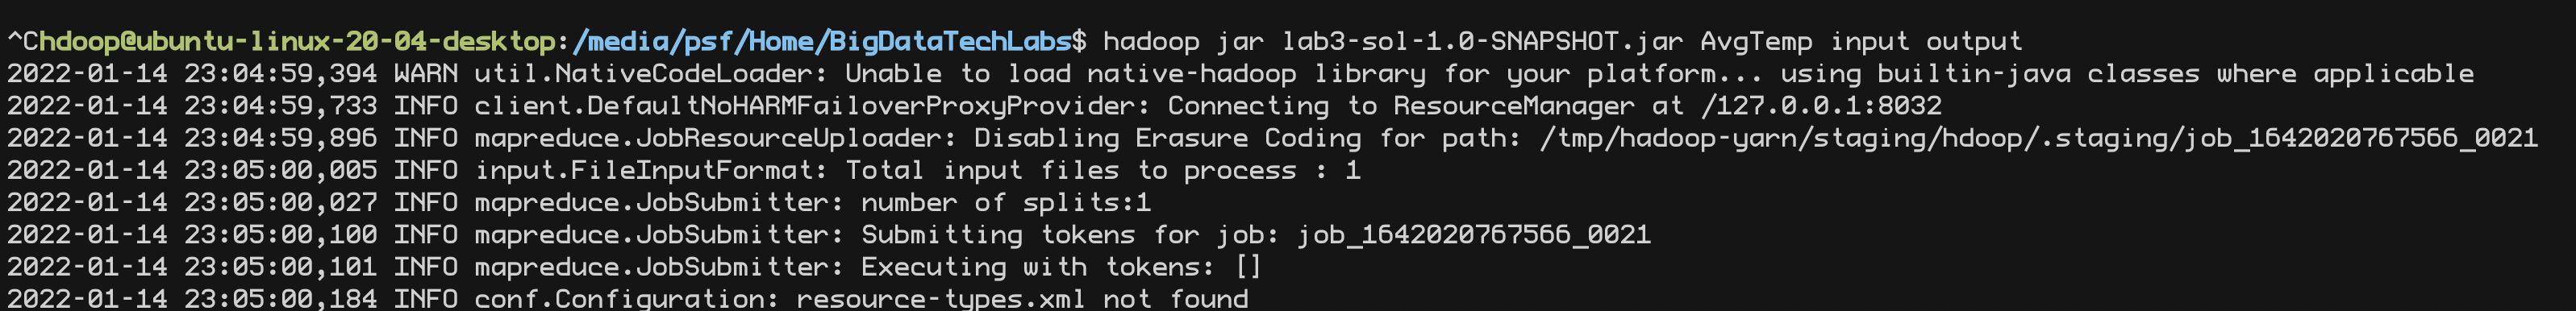 ^Chdoop@ubuntu-linux-20-04-desktop:/media/psf/Home/BigDataTechLabs$ hadoop jar lab3-sol-1.0-SNAPSHOT.jar AvgTemp input output
2022-01-14 23:04:59,394 WARN util.NativeCodeLoader: Unable to load native-hadoop library for your platform... using builtin-java classes where applicable
2022-01-14 23:04:59,733 INFO client.DefaultNoHARMFailoverProxyProvider: Connecting to ResourceManager at /127.0.0.1:8032
2022-01-14 23:04:59,896 INFO mapreduce.JobResourceUploader: Disabling Erasure Coding for path: /tmp/hadoop-yarn/staging/hdoop/.staging/job_1642020767566_0021
2022-01-14 23:05:00,005 INFO input.FileInputFormat: Total input files to process : 1
2022-01-14 23:05:00,027 INFO mapreduce.JobSubmitter: number of splits:1
2022-01-14 23:05:00,100 INFO mapreduce.JobSubmitter: Submitting tokens for job: job_1642020767566_0021
2022-01-14 23:05:00,101 INFO mapreduce.JobSubmitter: Executing with tokens: []
2022-01-14 23:05:00,184 INFO conf.Configuration: resource-types.xml not found